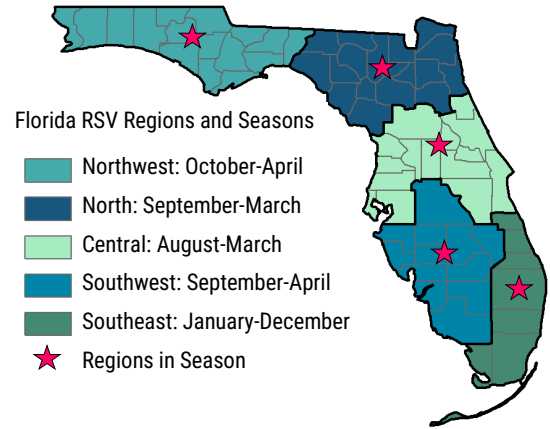 Florida RSV Regions and Seasons
Northwest: October-April
North: September-March
Central: August-March
Southwest: September-April
Southeast: January-December
Regions in Season